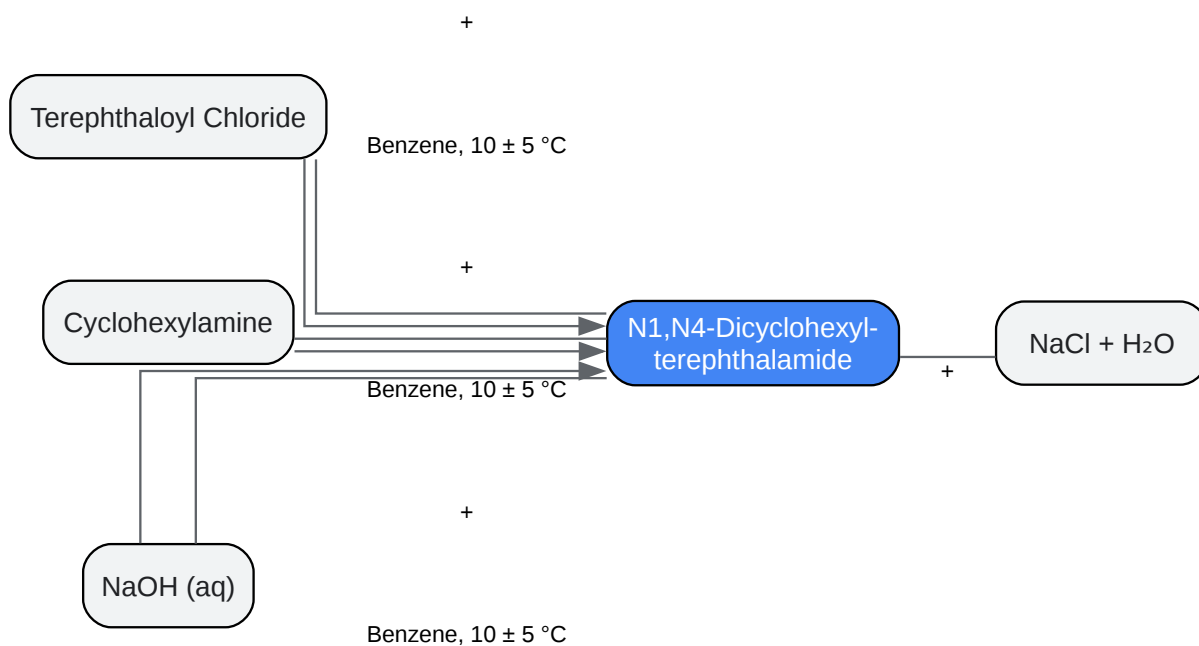 +
Terephthaloyl Chloride
Benzene, 10 ± 5 °C
+
Cyclohexylamine
N1,N4-Dicyclohexyl-
terephthalamide
NaCl + H₂O
+
Benzene, 10 ± 5 °C
+
NaOH (aq)
Benzene, 10 ± 5 °C